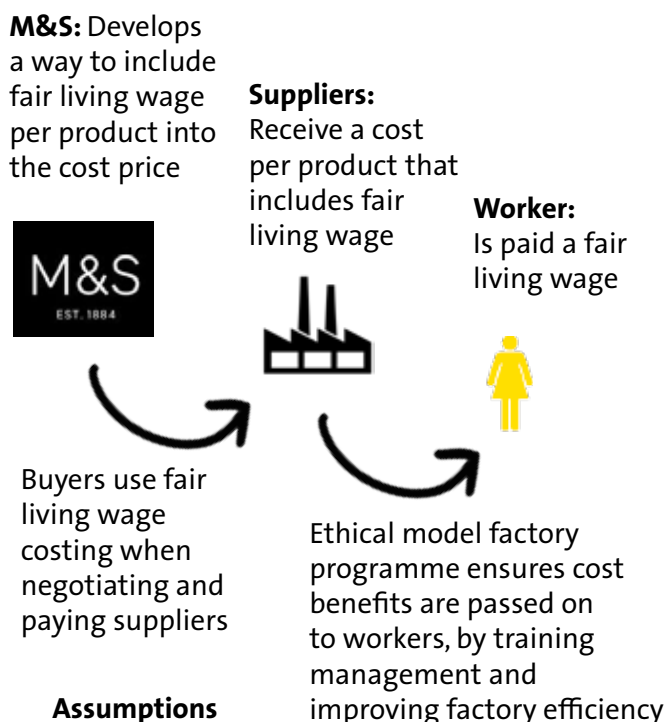 M&S: Develops
a way to include
fair living wage
per product into
the cost price
Suppliers:
Receive a cost
per product that
includes fair
living wage
Worker:
Is paid a fair
living wage
M&S
EST. 1884
Buyers use fair
living wage
costing when
negotiating and
paying suppliers
Ethical model factory
programme ensures cost
benefits are passed on
to workers, by training
management and
improving factory efficiency
Assumptions